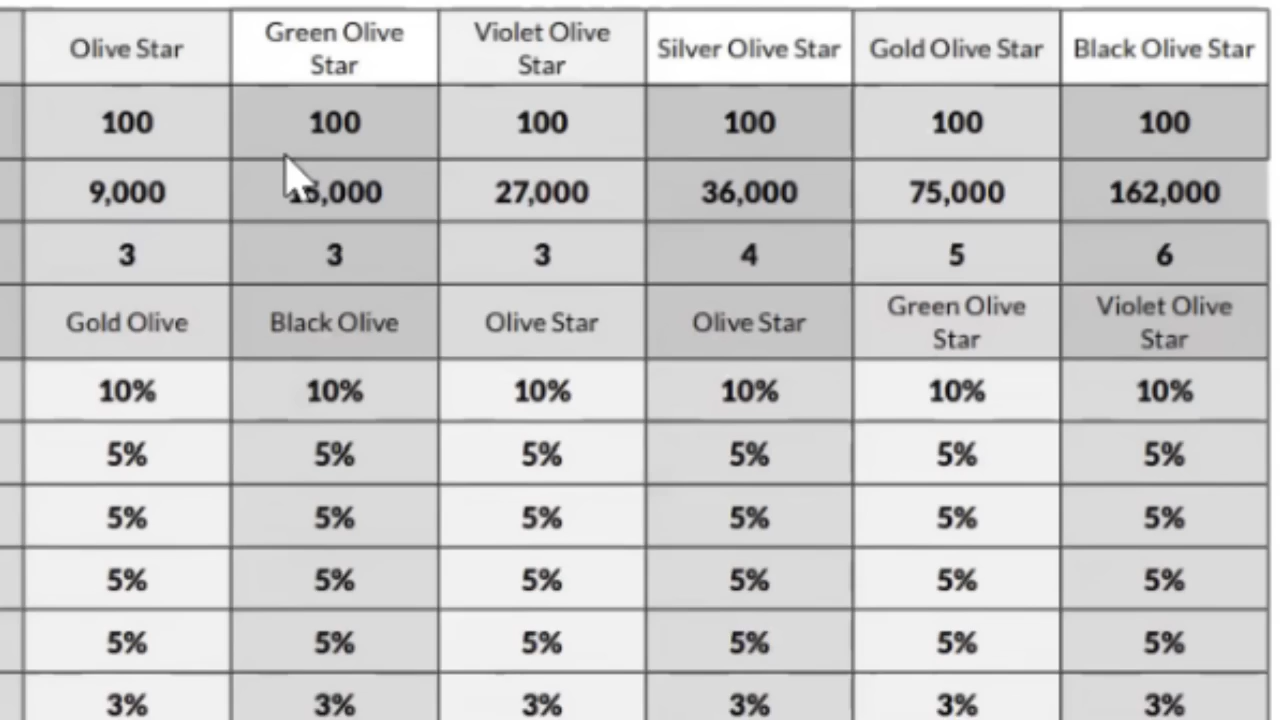 Olive Star Green Olive Star Violet Olive Star Silver Olive Star Gold Olive Star Black Olive Star
100 100 100 100 100 100
9,000 27,000 36,000 75,000 162,000
3 3 3 4 5 6
Gold Olive Black Olive Olive Star Olive Star Green Olive Star Violet Olive Star
10% 10% 10% 10% 10% 10%
5% 5% 5% 5% 5% 5%
5% 5% 5% 5% 5% 5%
5% 5% 5% 5% 5% 5%
5% 5% 5% 5% 5% 5%
3% 3% 3% 3% 3% 3%